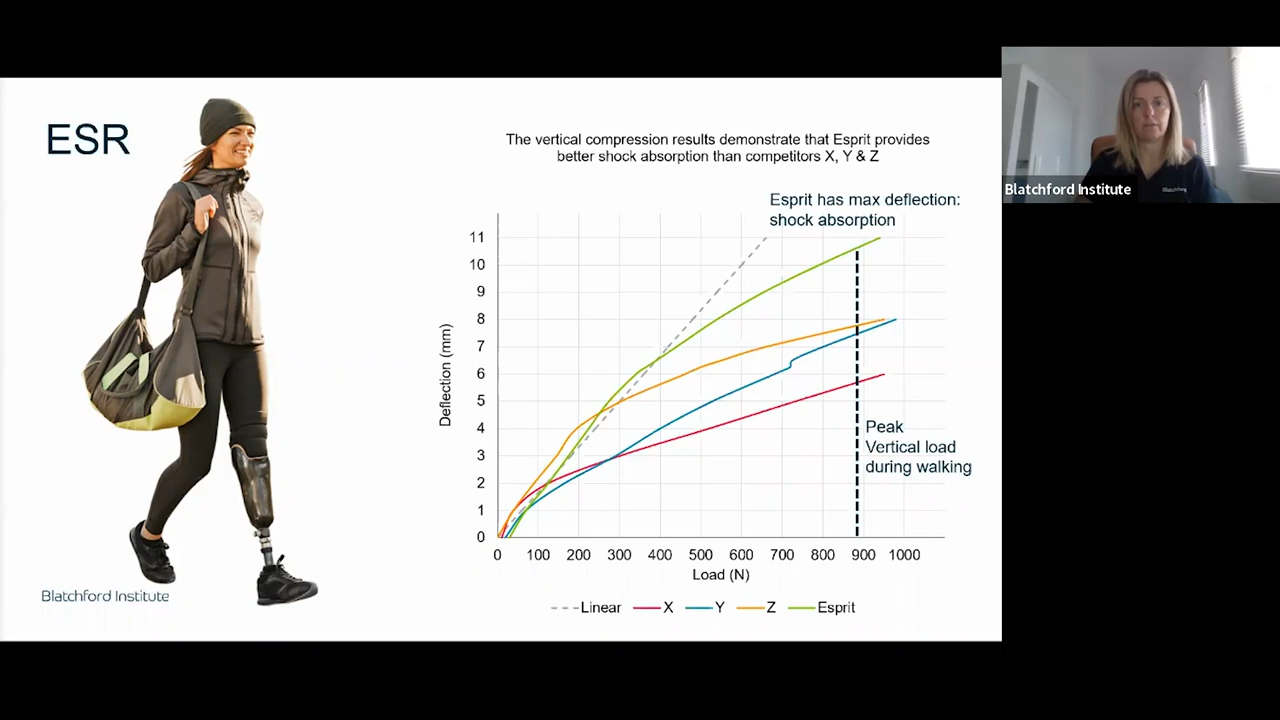 ESR
The vertical compression results demonstrate that Esprit provides
better shock absorption than competitors X, Y & Z
Esprit has max deflection:
shock absorption
Deflection (mm)
11
10
9
8
7
6
5
4
3
2
1
0
Peak
Vertical load
during walking
0 100 200 300 400 500 600 700 800 900 1000
Load (N)
Linear X Y Z Esprit
Blatchford Institute
Blatchford Institute
Blatchford